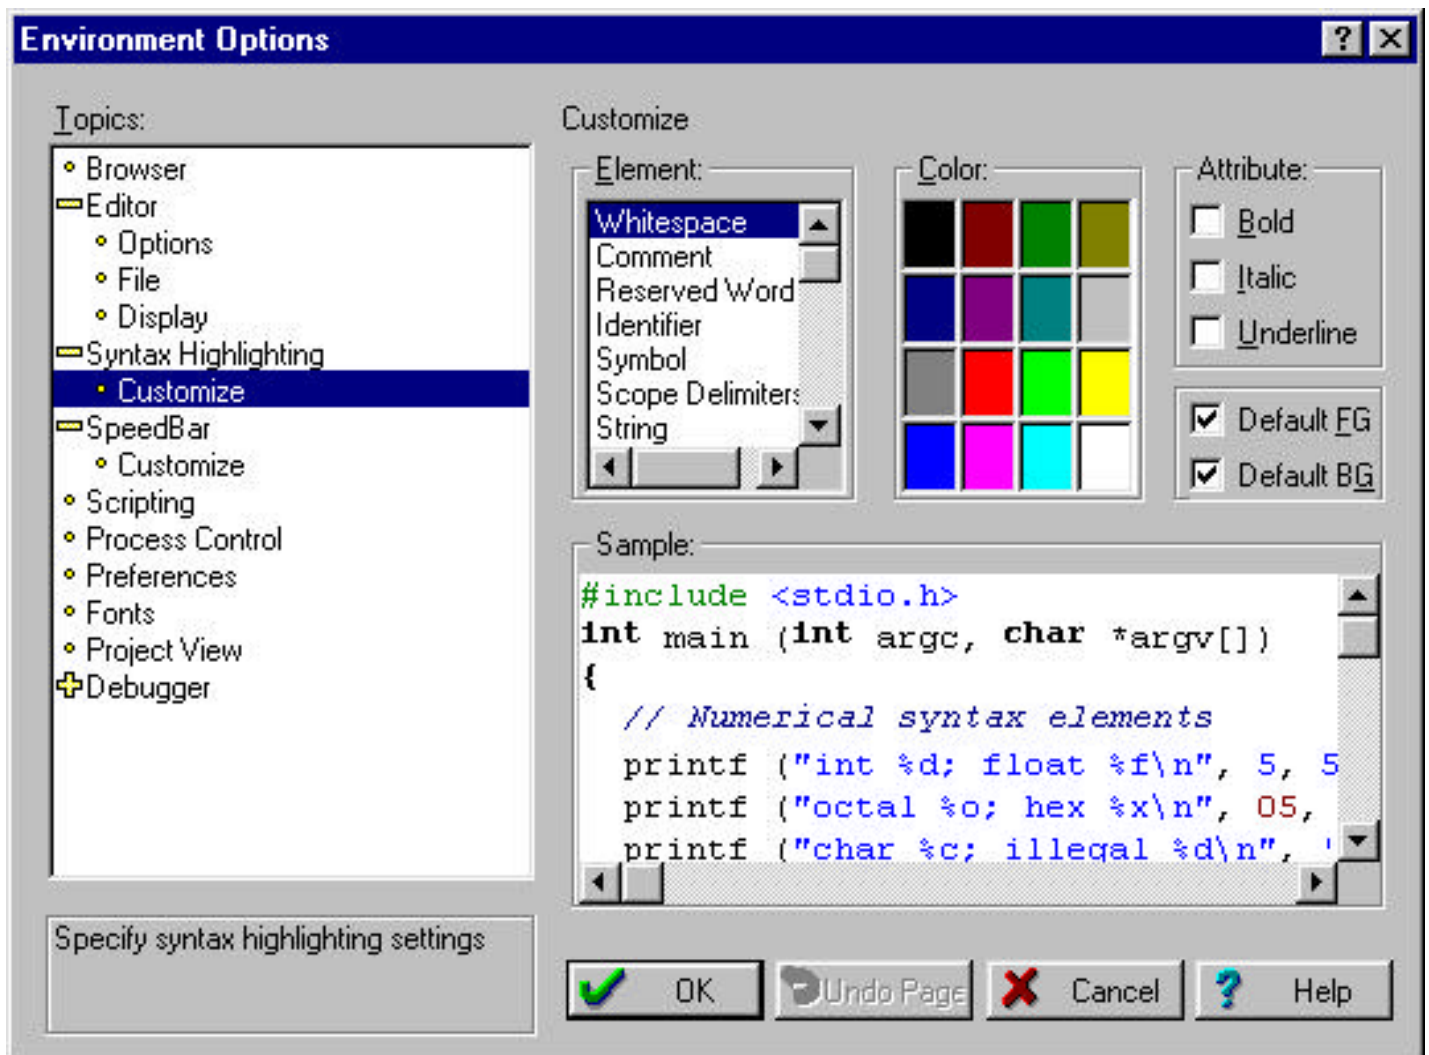 Environment Options
Topics:
Browser
Editor
Options
File
Display
Syntax Highlighting
Customize
SpeedBar
Customize
Scripting
Process Control
Preferences
Fonts
Project View
Debugger
Specify syntax highlighting settings
Customize
Element:
Whitespace
Comment
Reserved Word
Identifier
Symbol
Scope Delimiters
String
Color:
Attribute:
Bold
Italic
Underline
Default FG
Default BG
Sample:
#include <stdio.h>
int main (int argc, char *argv[])
{
// Numerical syntax elements
printf ("int %d; float %f\n", 5, 5
printf ("octal %o; hex %x\n", 05,
printf ("char %c; illegal %d\n", '
OK
Undo Page
Cancel
Help